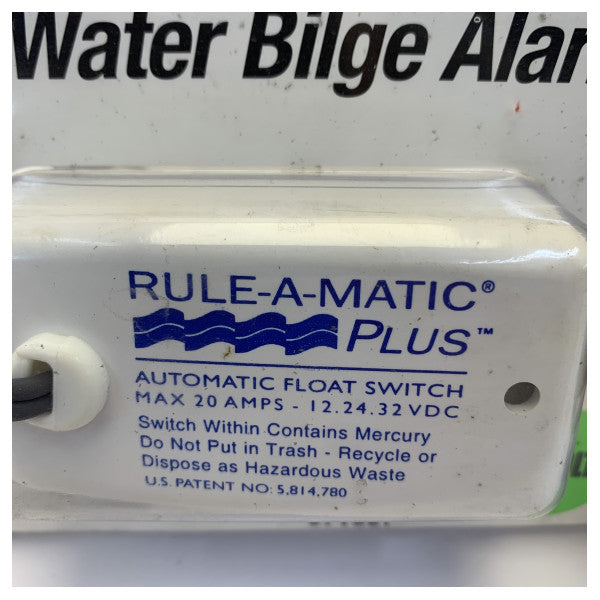 Water Bilge Alar
RULE-A-MATIC®
PLUS™
AUTOMATIC FLOAT SWITCH
MAX 20 AMPS - 12.24.32 VDC
Switch Within Contains Mercury
Do Not Put in Trash - Recycle or
Dispose as Hazardous Waste
U.S. PATENT NO: 5,814,780